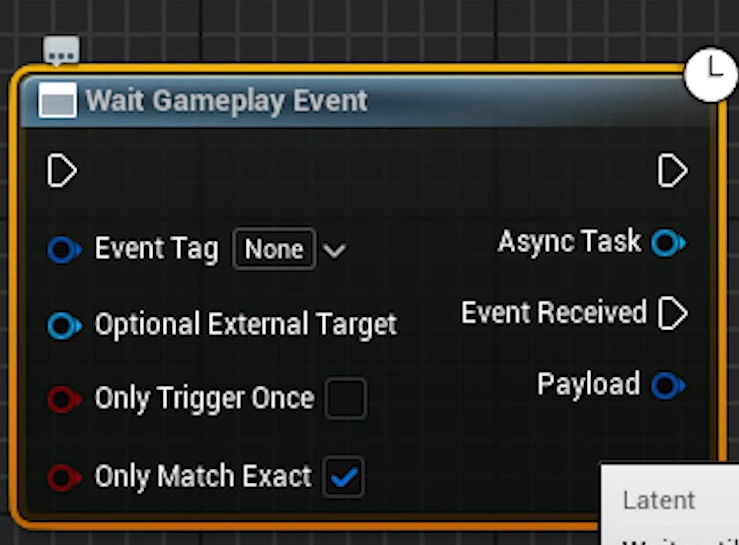 Wait Gameplay Event
Event Tag None
Async Task
Optional External Target
Event Received
Only Trigger Once
Payload
Only Match Exact
Latent